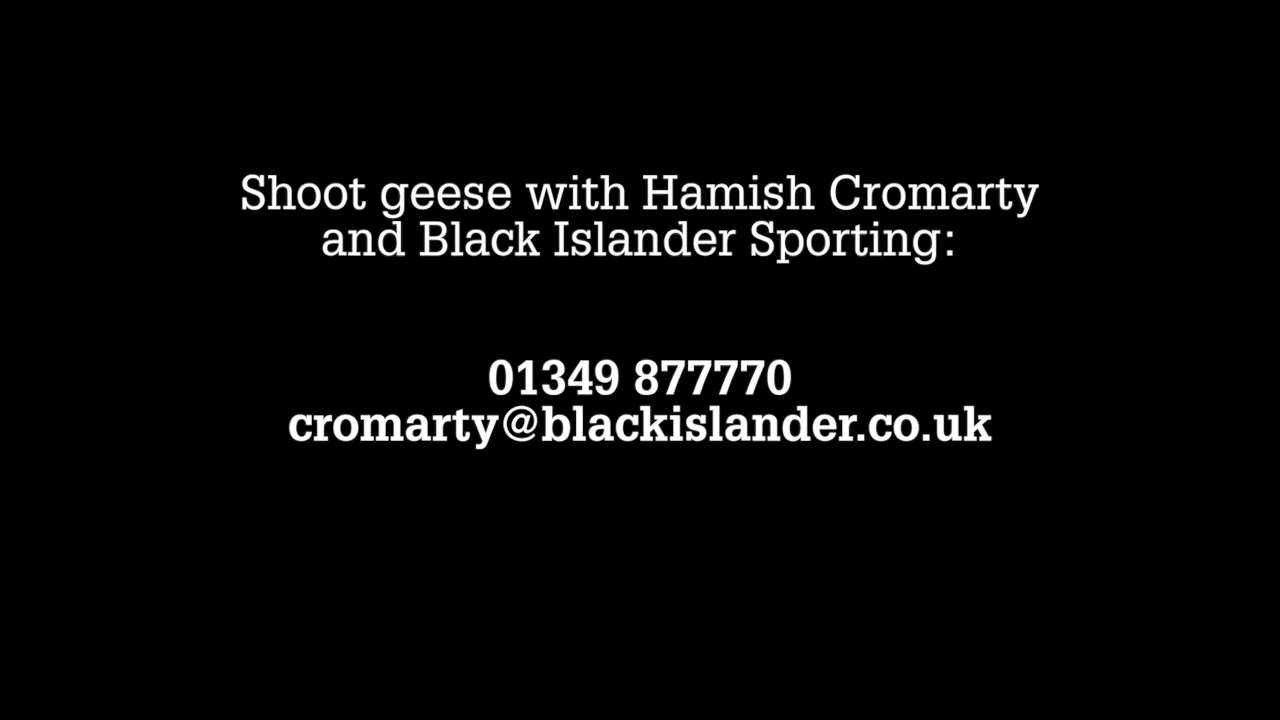 Shoot geese with Hamish Cromarty
and Black Islander Sporting:
01349 877770
cromarty@blackislander.co.uk